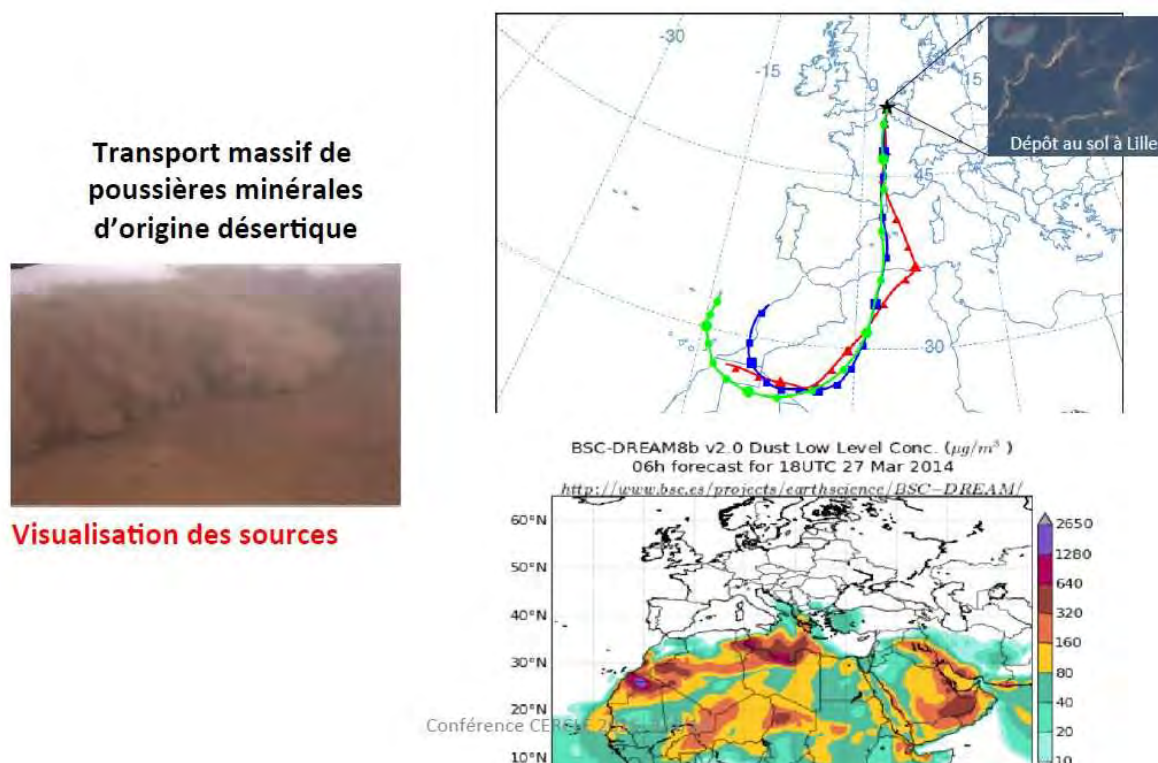 Transport massif de
poussières minérales
d'origine désertique
Visualisation des sources
-30
-15
0
15
30
45
-30
Dépôt au sol à Lille
BSC-DREAM8b v2.0 Dust Low Level Conc. (μg/m³ )
06h forecast for 18UTC 27 Mar 2014
http://www.bsc.es/projects/earthscience/BSC-DREAM/
60°N
50°N
40°N
30°N
20°N
10°N
2650
1280
640
320
160
80
40
20
10
Conférence